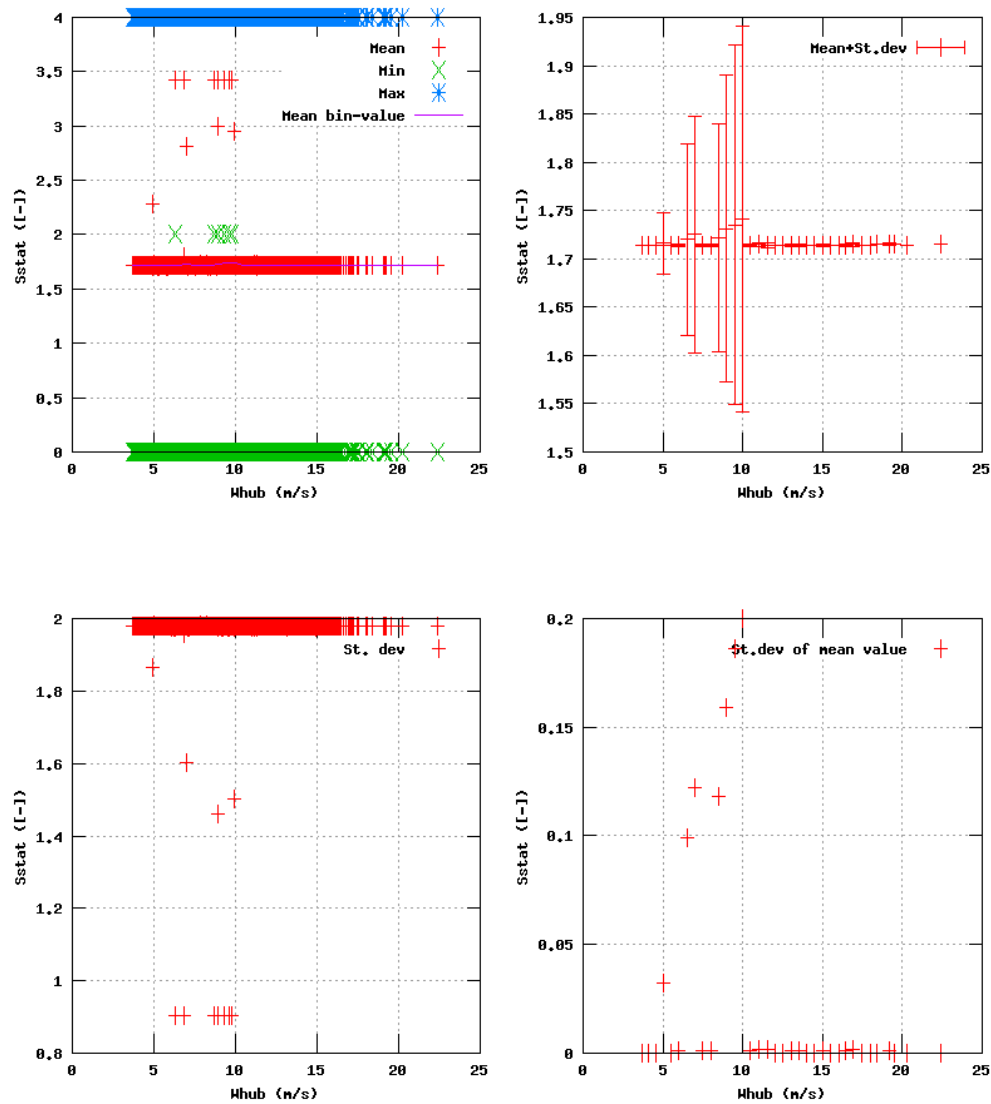 4
3.5
3
2.5
2
1.5
1
0.5
0
0 5 10 15 20 25
Sstat ([-])
Whub (m/s)
Mean
Min
Max
Mean bin-value
1.95
1.9
1.85
1.8
1.75
1.7
1.65
1.6
1.55
1.5
0 5 10 15 20 25
Sstat ([-])
Whub (m/s)
Mean+St.dev
2
1.8
1.6
1.4
1.2
1
0.8
0 5 10 15 20 25
Sstat ([-])
Whub (m/s)
St. dev
0.2
0.15
0.1
0.05
0
0 5 10 15 20 25
Sstat ([-])
Whub (m/s)
St.dev of mean value